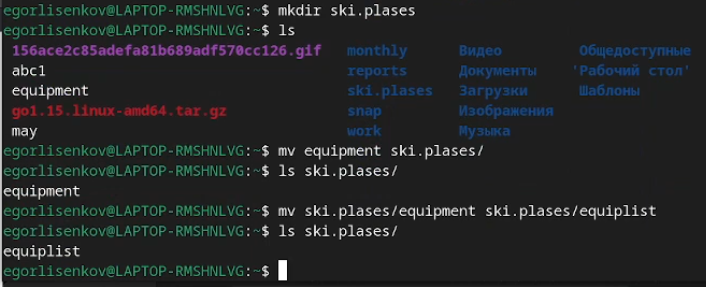 egorlisenkov@LAPTOP-RMSHNLVG:~$ mkdir ski.plases
egorlisenkov@LAPTOP-RMSHNLVG:~$ ls
156ace2c85adefa81b689adf570cc126.gif monthly Видео Общедоступные
abc1 reports Документы 'Рабочий стол'
equipment ski.plases Загрузки Шаблоны
go1.15.linux-amd64.tar.gz snap Изображения
may work Музыка
egorlisenkov@LAPTOP-RMSHNLVG:~$ mv equipment ski.plases/
egorlisenkov@LAPTOP-RMSHNLVG:~$ ls ski.plases/
equipment
egorlisenkov@LAPTOP-RMSHNLVG:~$ mv ski.plases/equipment ski.plases/equiplist
egorlisenkov@LAPTOP-RMSHNLVG:~$ ls ski.plases/
equiplist
egorlisenkov@LAPTOP-RMSHNLVG:~$